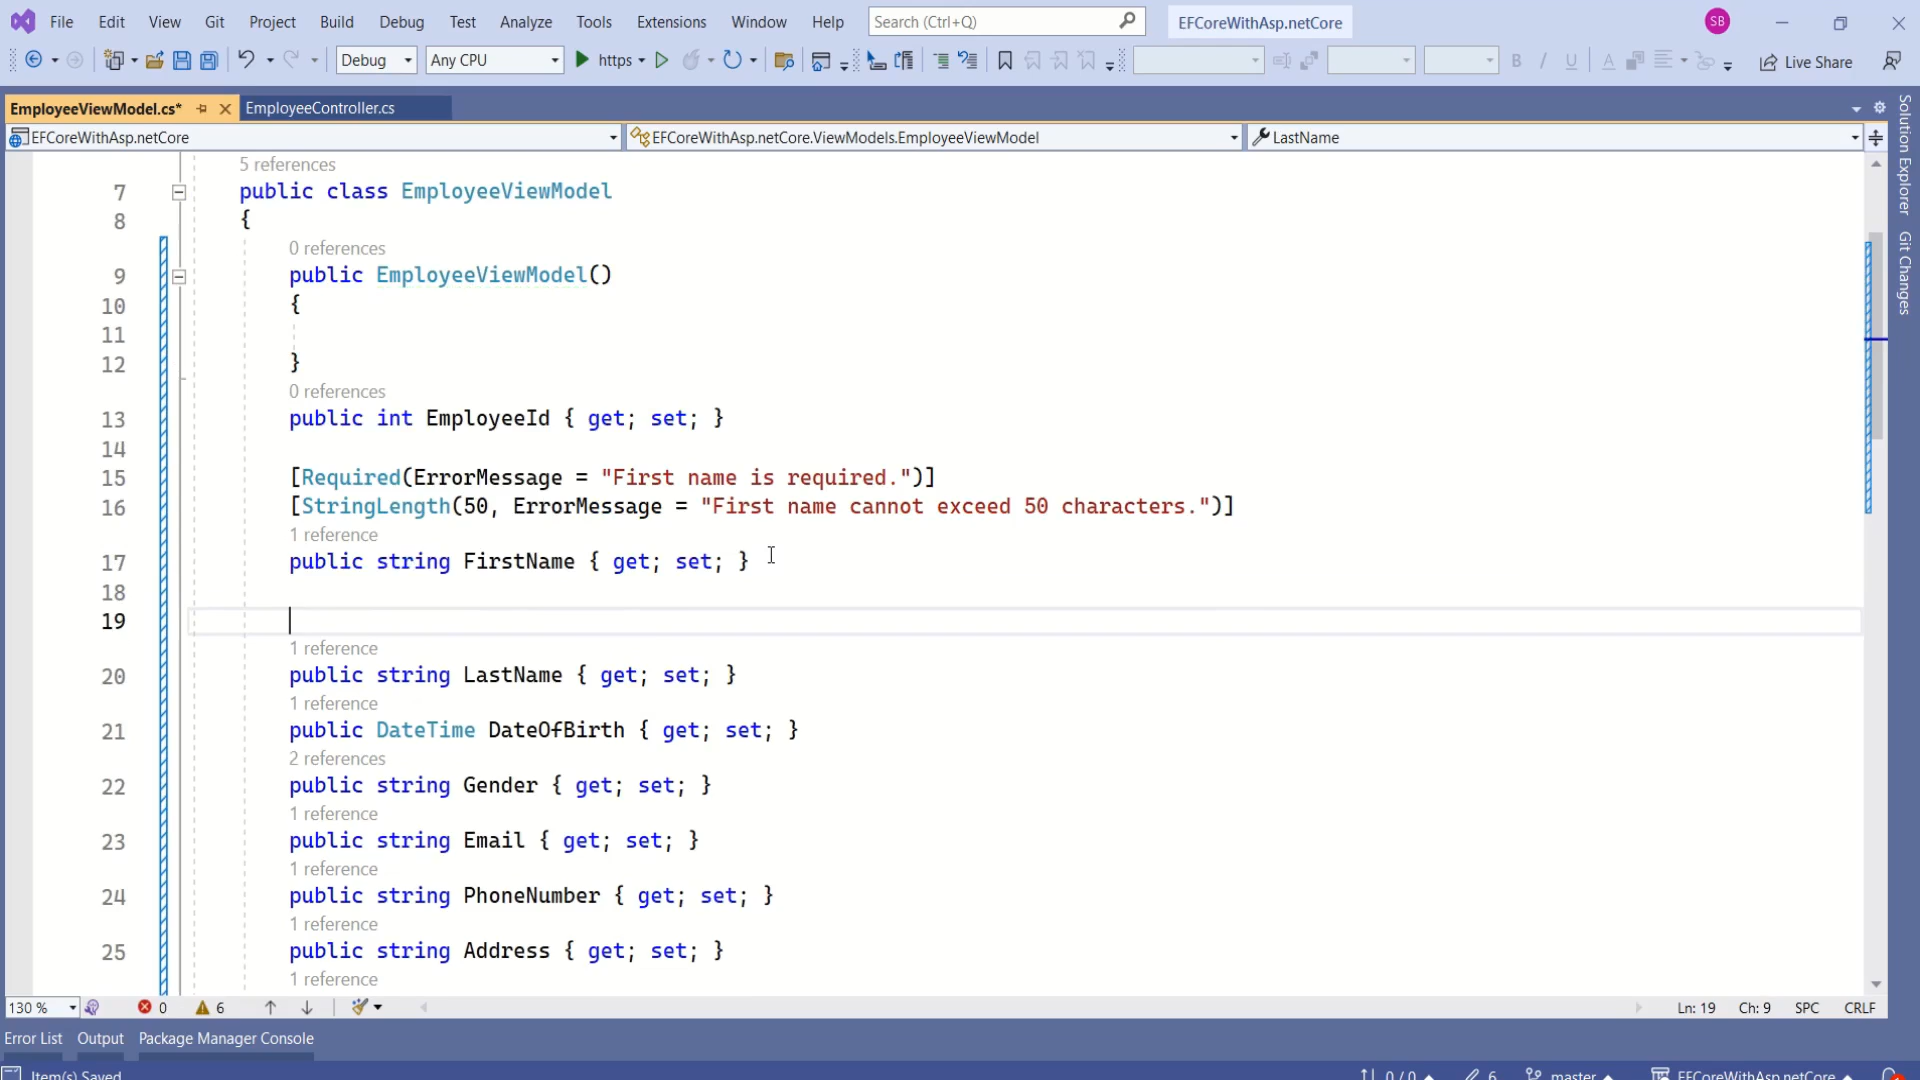 File Edit View Git Project Build Debug Test Analyze Tools Extensions Window Help Search (Ctrl+Q) EFCoreWithAsp.netCore SB
Debug Any CPU https Live Share
EmployeeViewModel.cs* EmployeeController.cs
EFCoreWithAsp.netCore EFCoreWithAsp.netCore.ViewModels.EmployeeViewModel LastName
5 references
7 public class EmployeeViewModel
8 {
0 references
9 public EmployeeViewModel()
10 {
11
12 }
0 references
13 public int EmployeeId { get; set; }
14
15 [Required(ErrorMessage = "First name is required.")]
16 [StringLength(50, ErrorMessage = "First name cannot exceed 50 characters.")]
1 reference
17 public string FirstName { get; set; }
18
19
1 reference
20 public string LastName { get; set; }
1 reference
21 public DateTime DateOfBirth { get; set; }
2 references
22 public string Gender { get; set; }
1 reference
23 public string Email { get; set; }
1 reference
24 public string PhoneNumber { get; set; }
1 reference
25 public string Address { get; set; }
1 reference
130 % 0 6 Ln: 19 Ch: 9 SPC CRLF
Error List Output Package Manager Console
Item(s) Saved 0 / 0 6 master EFCoreWithAsp.netCore
Solution Explorer
Git Changes